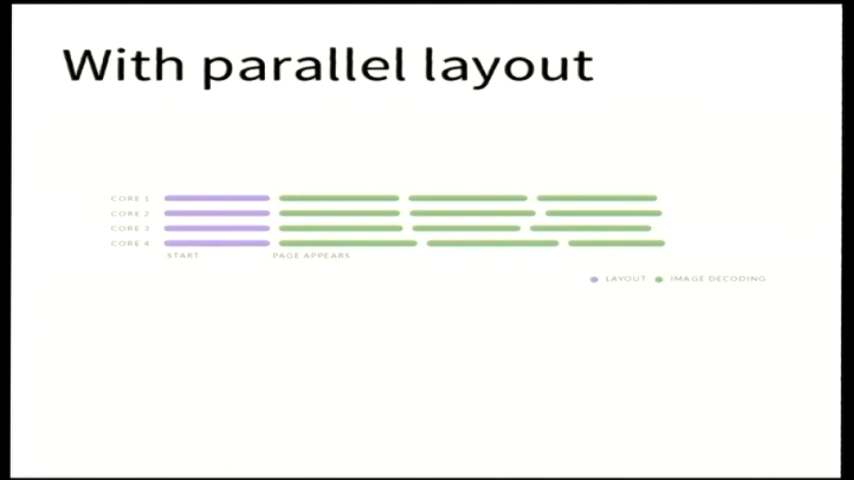 With parallel layout
CORE 1
CORE 2
CORE 3
CORE 4
START
PAGE APPEARS
LAYOUT
IMAGE DECODING